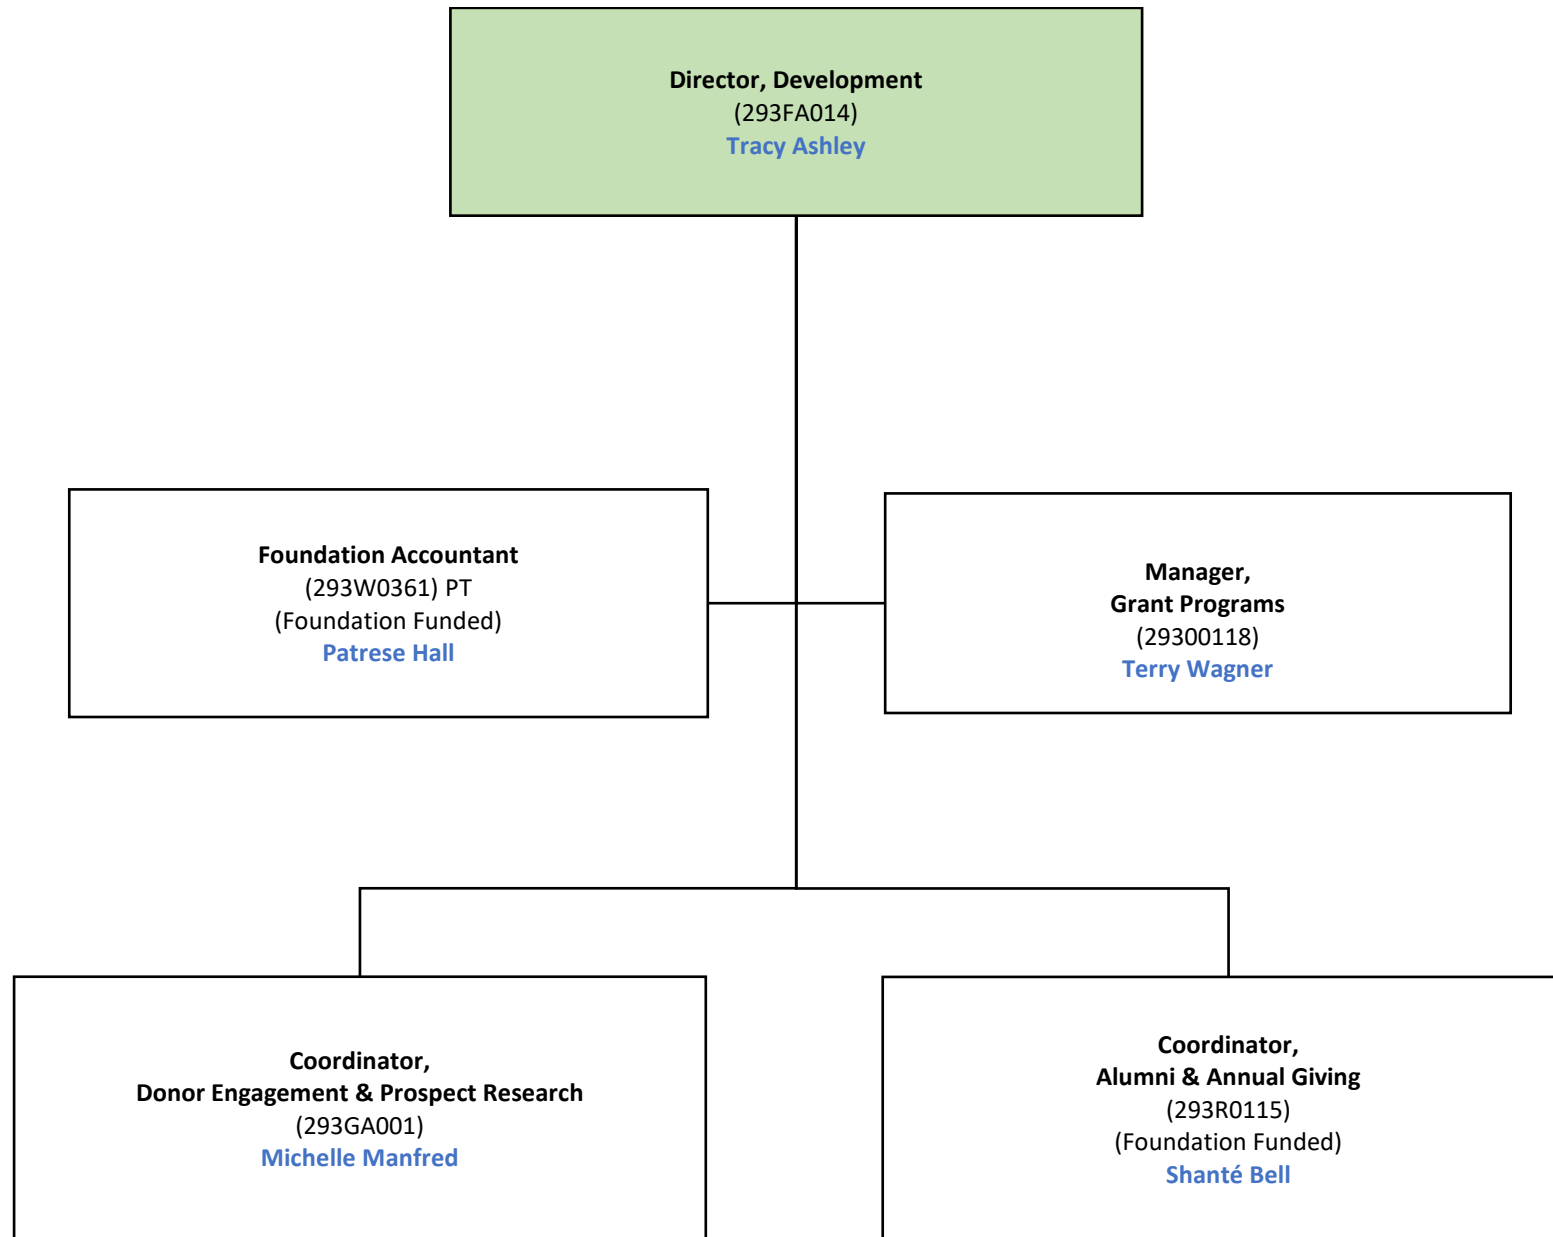 Director, Development
(293FA014)
Tracy Ashley
Foundation Accountant
(293W0361) PT
(Foundation Funded)
Patrese Hall
Manager,
Grant Programs
(29300118)
Terry Wagner
Coordinator,
Donor Engagement & Prospect Research
(293GA001)
Michelle Manfred
Coordinator,
Alumni & Annual Giving
(293R0115)
(Foundation Funded)
Shanté Bell